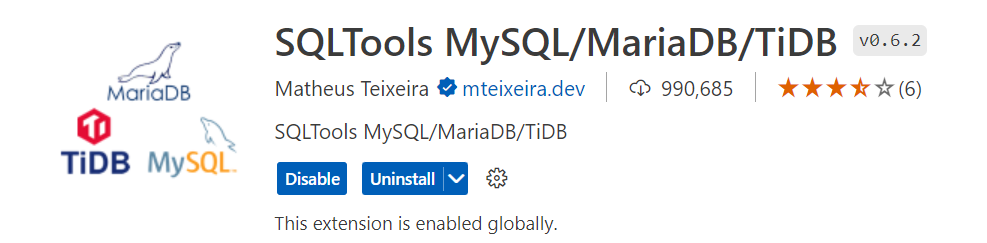 MariaDB
TiDB
MySQL
SQLTools MySQL/MariaDB/TiDB v0.6.2
Matheus Teixeira mteixeira.dev 990,685 (6)
SQLTools MySQL/MariaDB/TiDB
Disable Uninstall
This extension is enabled globally.